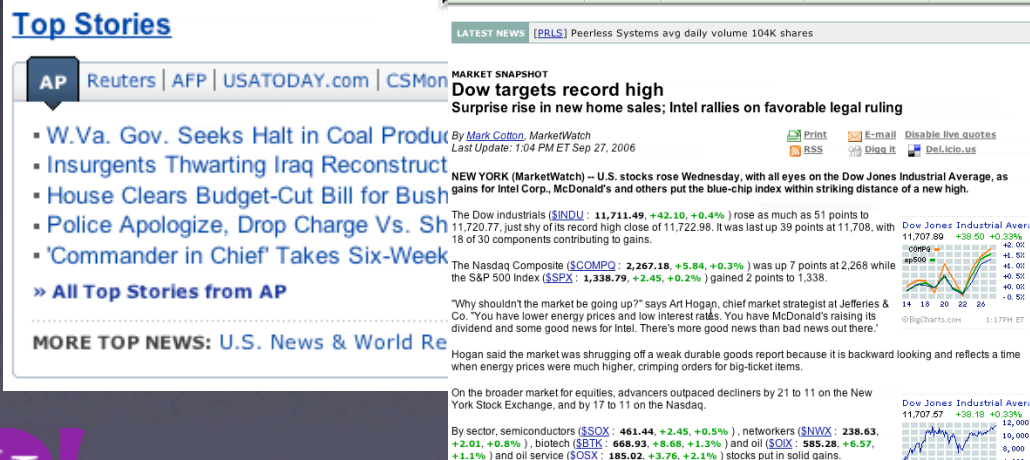 Top Stories
AP
Reuters | AFP | USATODAY.com | CSMon
W.Va. Gov. Seeks Halt in Coal Produc
Insurgents Thwarting Iraq Reconstruct
House Clears Budget-Cut Bill for Bush
Police Apologize, Drop Charge Vs. Sh
'Commander in Chief' Takes Six-Week
» All Top Stories from AP
MORE TOP NEWS: U.S. News & World Re
LATEST NEWS [PRLS] Peerless Systems avg daily volume 104K shares
MARKET SNAPSHOT
Dow targets record high
Surprise rise in new home sales; Intel rallies on favorable legal ruling
By Mark Cotton, MarketWatch
Last Update: 1:04 PM ET Sep 27, 2006
Print E-mail Disable live quotes
RSS Digg it Del.icio.us
NEW YORK (MarketWatch) -- U.S. stocks rose Wednesday, with all eyes on the Dow Jones Industrial Average, as
gains for Intel Corp., McDonald's and others put the blue-chip index within striking distance of a new high.
The Dow industrials ($INDU : 11,711.49, +42.10, +0.4% ) rose as much as 51 points to
11,720.77, just shy of its record high close of 11,722.98. It was last up 39 points at 11,708, with
18 of 30 components contributing to gains.
The Nasdaq Composite ($COMPQ : 2,267.18, +5.84, +0.3% ) was up 7 points at 2,268 while
the S&P 500 Index ($SPX : 1,338.79, +2.45, +0.2% ) gained 2 points to 1,338.
"Why shouldn't the market be going up?" says Art Hogan, chief market strategist at Jefferies &
Co. "You have lower energy prices and low interest rates. You have McDonald's raising its
dividend and some good news for Intel. There's more good news than bad news out there.'
Hogan said the market was shrugging off a weak durable goods report because it is backward looking and reflects a time
when energy prices were much higher, crimping orders for big-ticket items.
On the broader market for equities, advancers outpaced decliners by 21 to 11 on the New
York Stock Exchange, and by 17 to 11 on the Nasdaq.
By sector, semiconductors ($SOX : 461.44, +2.45, +0.5% ) , networkers ($NWX : 238.63,
+2.01, +0.8% ) , biotech ($BTK : 668.93, +8.68, +1.3% ) and oil ($OIX : 585.28, +6.57,
+1.1% ) and oil service ($OSX : 185.02, +3.76, +2.1% ) stocks put in solid gains.
Dow Jones Industrial Avera
11,707.89 +38.50 +0.33%
COMPQ
sp500
+2.0%
+1.5%
+1.0%
+0.5%
0.0%
-0.5%
14 18 20 22 26
©BigCharts.com 1:17PM ET
Dow Jones Industrial Avera
11,707.57 +38.18 +0.33%
12,000
10,000
8,000